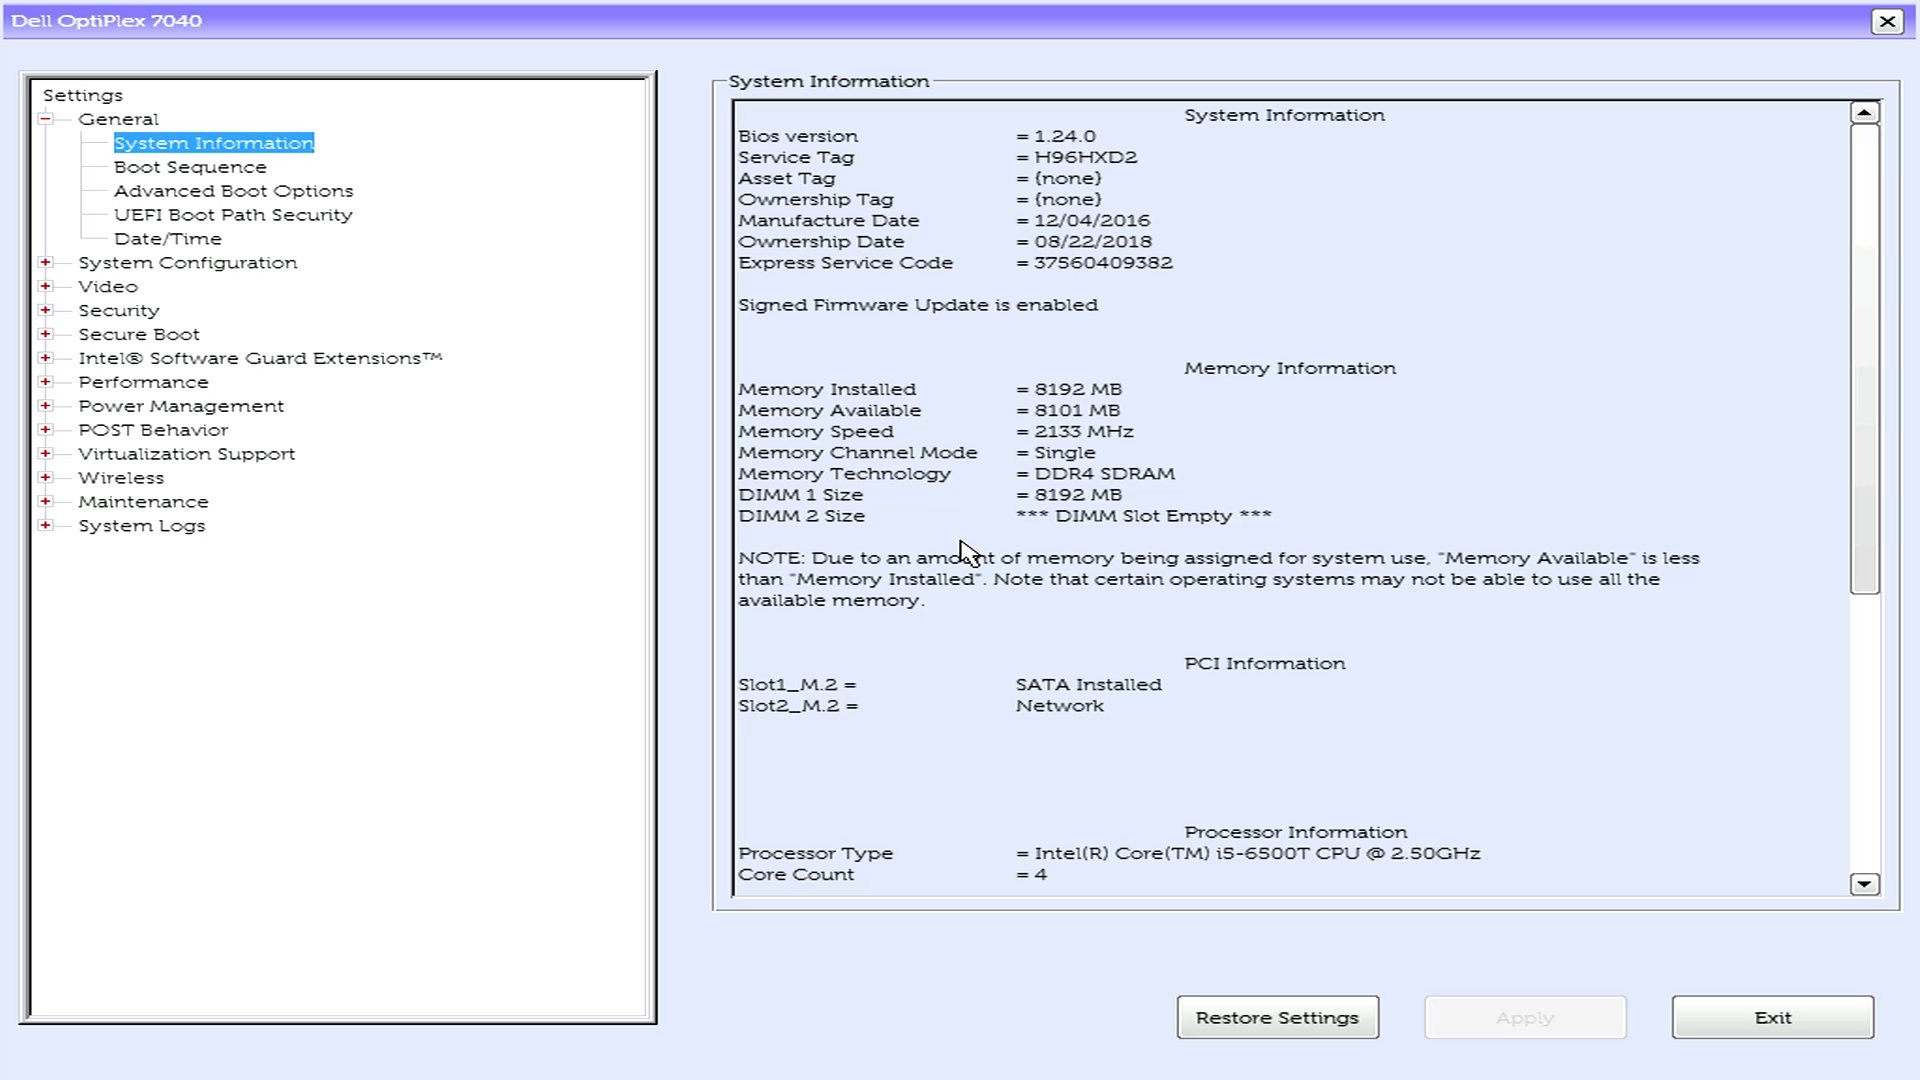 Dell OptiPlex 7040
Settings
General
System Information
Boot Sequence
Advanced Boot Options
UEFI Boot Path Security
Date/Time
System Configuration
Video
Security
Secure Boot
Intel® Software Guard Extensions™
Performance
Power Management
POST Behavior
Virtualization Support
Wireless
Maintenance
System Logs
System Information
System Information
Bios version = 1.24.0
Service Tag = H96HXD2
Asset Tag = {none}
Ownership Tag = {none}
Manufacture Date = 12/04/2016
Ownership Date = 08/22/2018
Express Service Code = 37560409382
Signed Firmware Update is enabled
Memory Information
Memory Installed = 8192 MB
Memory Available = 8101 MB
Memory Speed = 2133 MHz
Memory Channel Mode = Single
Memory Technology = DDR4 SDRAM
DIMM 1 Size = 8192 MB
DIMM 2 Size *** DIMM Slot Empty ***
NOTE: Due to an amount of memory being assigned for system use, "Memory Available" is less
than "Memory Installed". Note that certain operating systems may not be able to use all the
available memory.
PCI Information
Slot1_M.2 = SATA Installed
Slot2_M.2 = Network
Processor Information
Processor Type = Intel(R) Core(TM) i5-6500T CPU @ 2.50GHz
Core Count = 4
Restore Settings
Apply
Exit